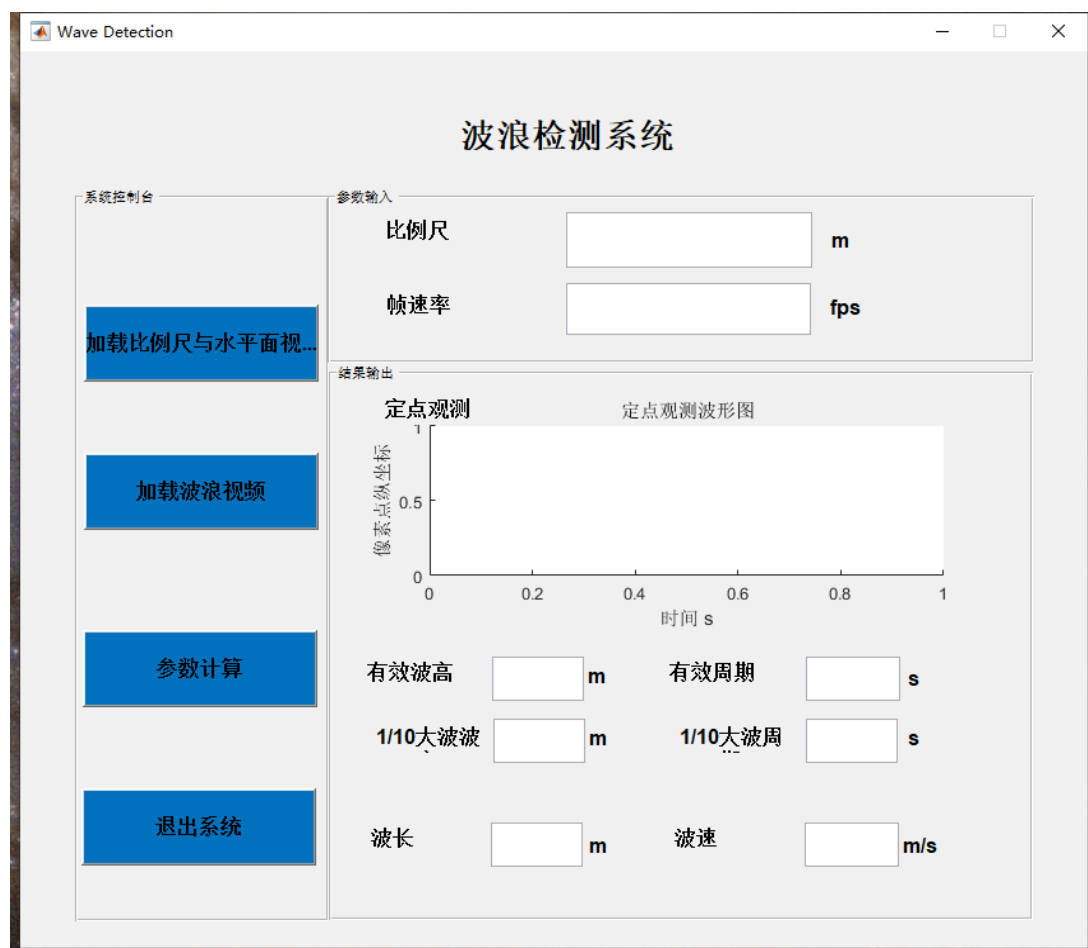 Wave Detection
波浪检测系统
系统控制台
参数输入
比例尺
m
帧速率
fps
加载比例尺与水平面视...
加载波浪视频
参数计算
退出系统
结果输出
定点观测
定点观测波形图
像素点纵坐标
1
0.5
0
0
0.2
0.4
0.6
0.8
1
时间 s
有效波高
m
有效周期
s
1/10大波波
m
1/10大波周
s
波长
m
波速
m/s